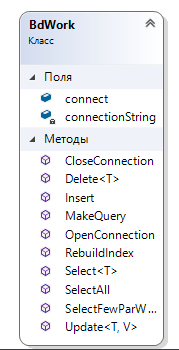 BdWork
Класс
Поля
connect
connectionString
Методы
CloseConnection
Delete<T>
Insert
MakeQuery
OpenConnection
RebuildIndex
Select<T>
SelectAll
SelectFewParW ...
Update<T, V>